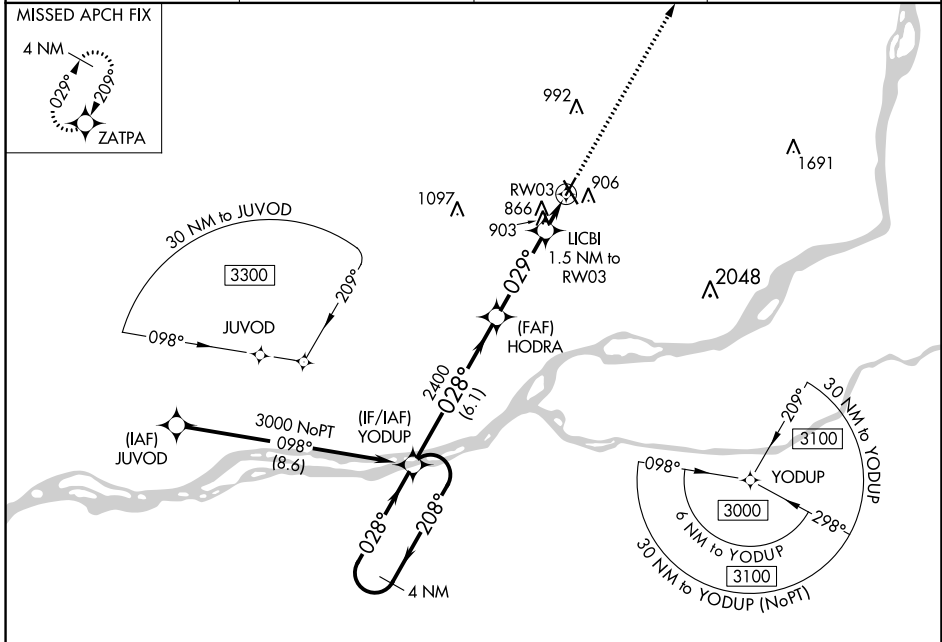 MISSED APCH FIX
4 NM
029°
209°
ZATPA
992
1691
RW03
906
1097
866
903
LICBI
1.5 NM to
RW03
30 NM to JUVOD
3300
209°
029°
2048
JUVOD
098°
(FAF)
HODRA
2400
028°
(6.1)
(IAF)
JUVOD
3000 NoPT
098°
(8.6)
(IF/IAF)
YODUP
028°
208°
4 NM
30 NM to YODUP
209°
3100
098°
YODUP
3000
298°
6 NM to YODUP
3100
30 NM to YODUP (NoPT)